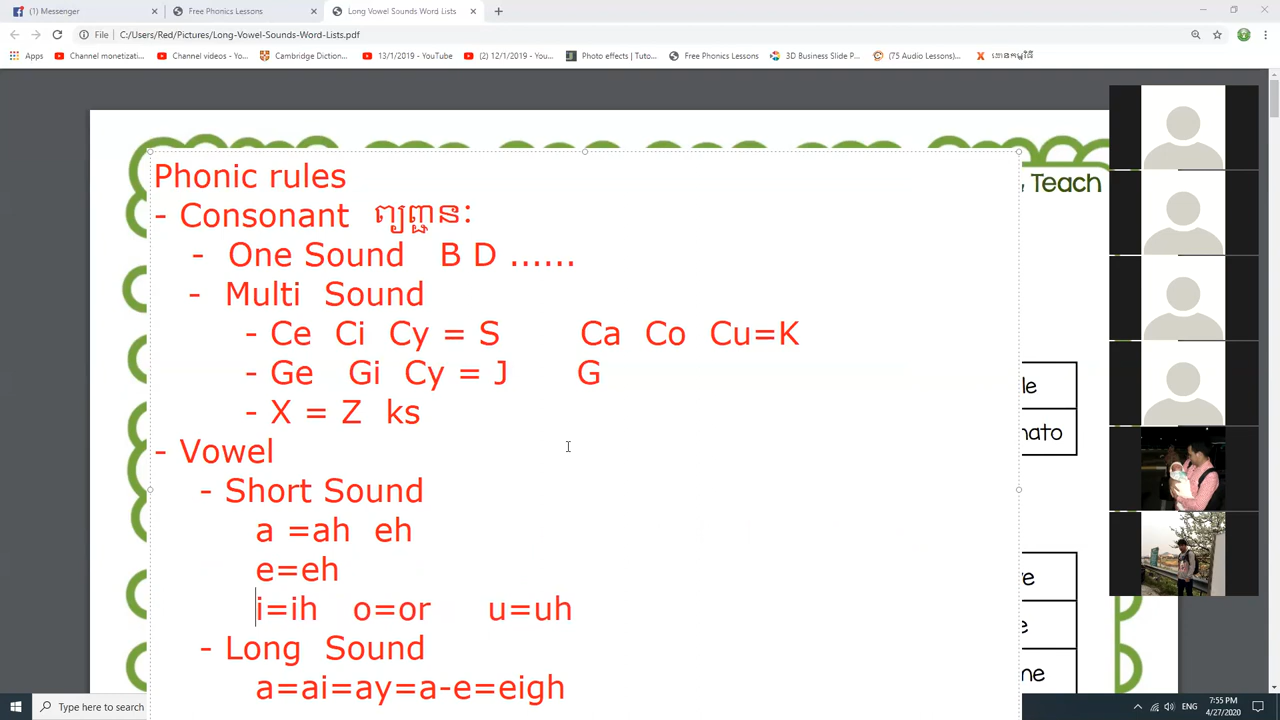 (1) Messenger
Free Phonics Lessons
Long Vowel Sounds Word Lists
File C:/Users/Red/Pictures/Long-Vowel-Sounds-Word-Lists.pdf
Apps Channel monetizati... Channel videos - Yo... Cambridge Diction... 13/1/2019 - YouTube (2) 12/1/2019 - YouTube Photo effects | Tuto... Free Phonics Lessons 3D Business Slide P... (75 Audio Lessons)...
Teach
Phonic rules
- Consonant ព្យញ្ជនៈ
- One Sound B D ......
- Multi Sound
- Ce Ci Cy = S Ca Co Cu=K
- Ge Gi Cy = J G
- X = Z ks
- Vowel
- Short Sound
a =ah eh
e=eh
i=ih o=or u=uh
- Long Sound
a=ai=ay=a-e=eigh
le
nato
re
e
ne
Type here to search
ENG
7:55 PM
4/27/2020